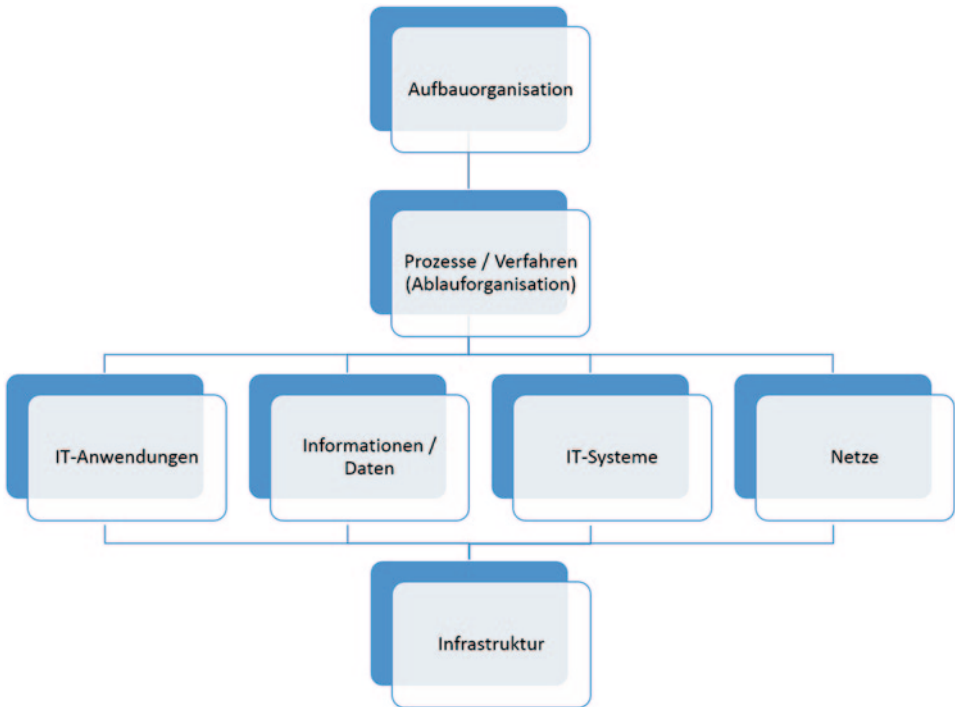 Aufbauorganisation
Prozesse / Verfahren
(Ablauforganisation)
IT-Anwendungen
Informationen /
Daten
IT-Systeme
Netze
Infrastruktur